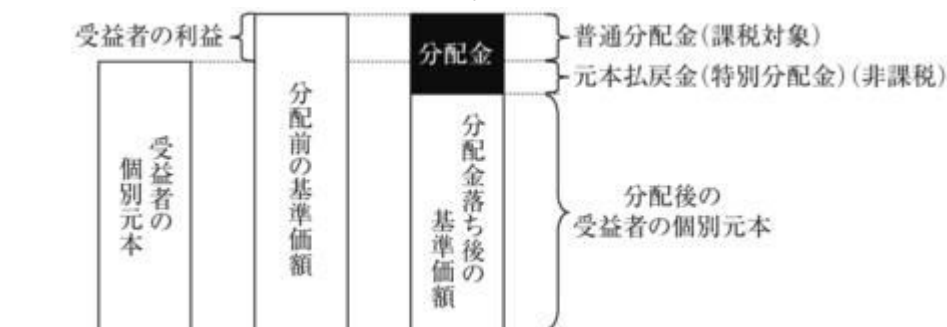 受益者の利益
分配金
普通分配金(課税対象)
元本払戻金(特別分配金)(非課税)
受益者の
個別元本
分配前の基準価額
分配金落ち後の
基準価額
分配後の
受益者の個別元本